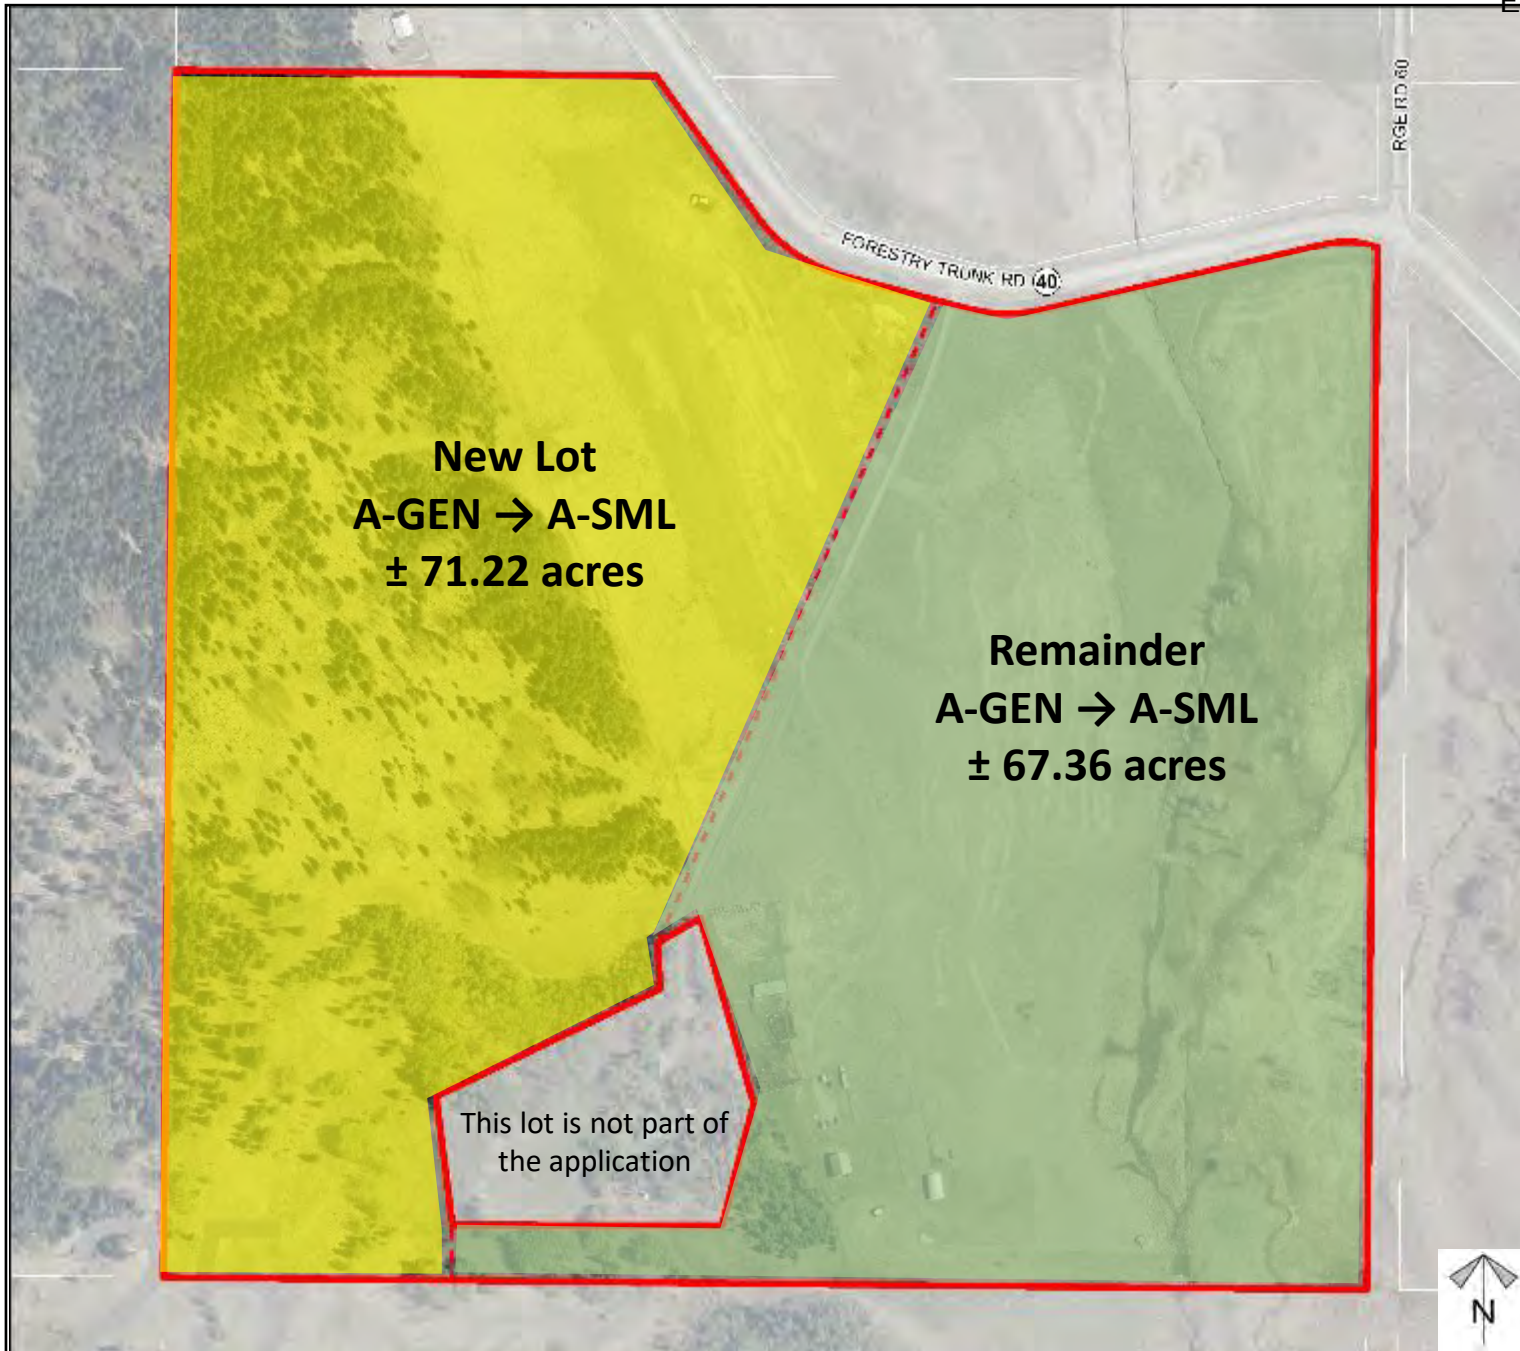 E
RGE RD 60
FORESTRY TRUNK RD 40
New Lot
A-GEN → A-SML
± 71.22 acres
Remainder
A-GEN → A-SML
± 67.36 acres
This lot is not part of
the application
N